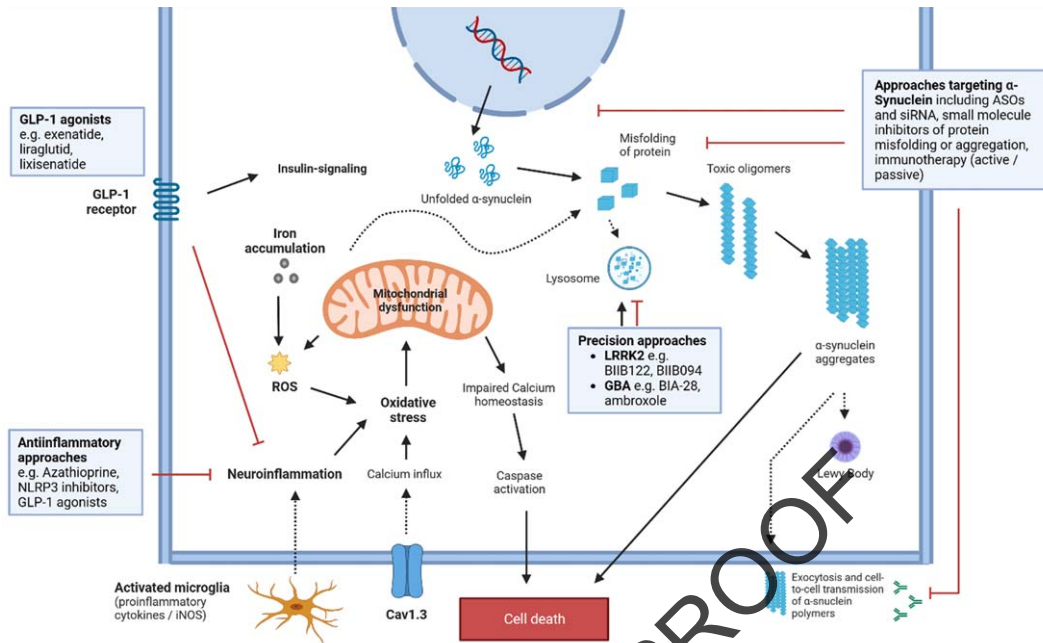 GLP-1 agonists
e.g. exenatide,
liraglutid,
lixisenatide
GLP-1
receptor
Insulin-signaling
Unfolded α-synuclein
Misfolding
of protein
Toxic oligomers
Approaches targeting α-
Synuclein including ASOs
and siRNA, small molecule
inhibitors of protein
misfolding or aggregation,
immunotherapy (active /
passive)
Iron
accumulation
Mitochondrial
dysfunction
Lysosome
ROS
Oxidative
stress
Impaired Calcium
homeostasis
Precision approaches
• LRRK2 e.g.
BIIB122, BIIB094
• GBA e.g. BIA-28,
ambroxole
α-synuclein
aggregates
Antiinflammatory
approaches
e.g. Azathioprine,
NLRP3 inhibitors,
GLP-1 agonists
Neuroinflammation
Calcium influx
Caspase
activation
Lewy Body
Activated microglia
(proinflammatory
cytokines / iNOS)
Cav1.3
Cell death
Exocytosis and cell-
to-cell transmission
of α-snuclein
polymers
PROOF